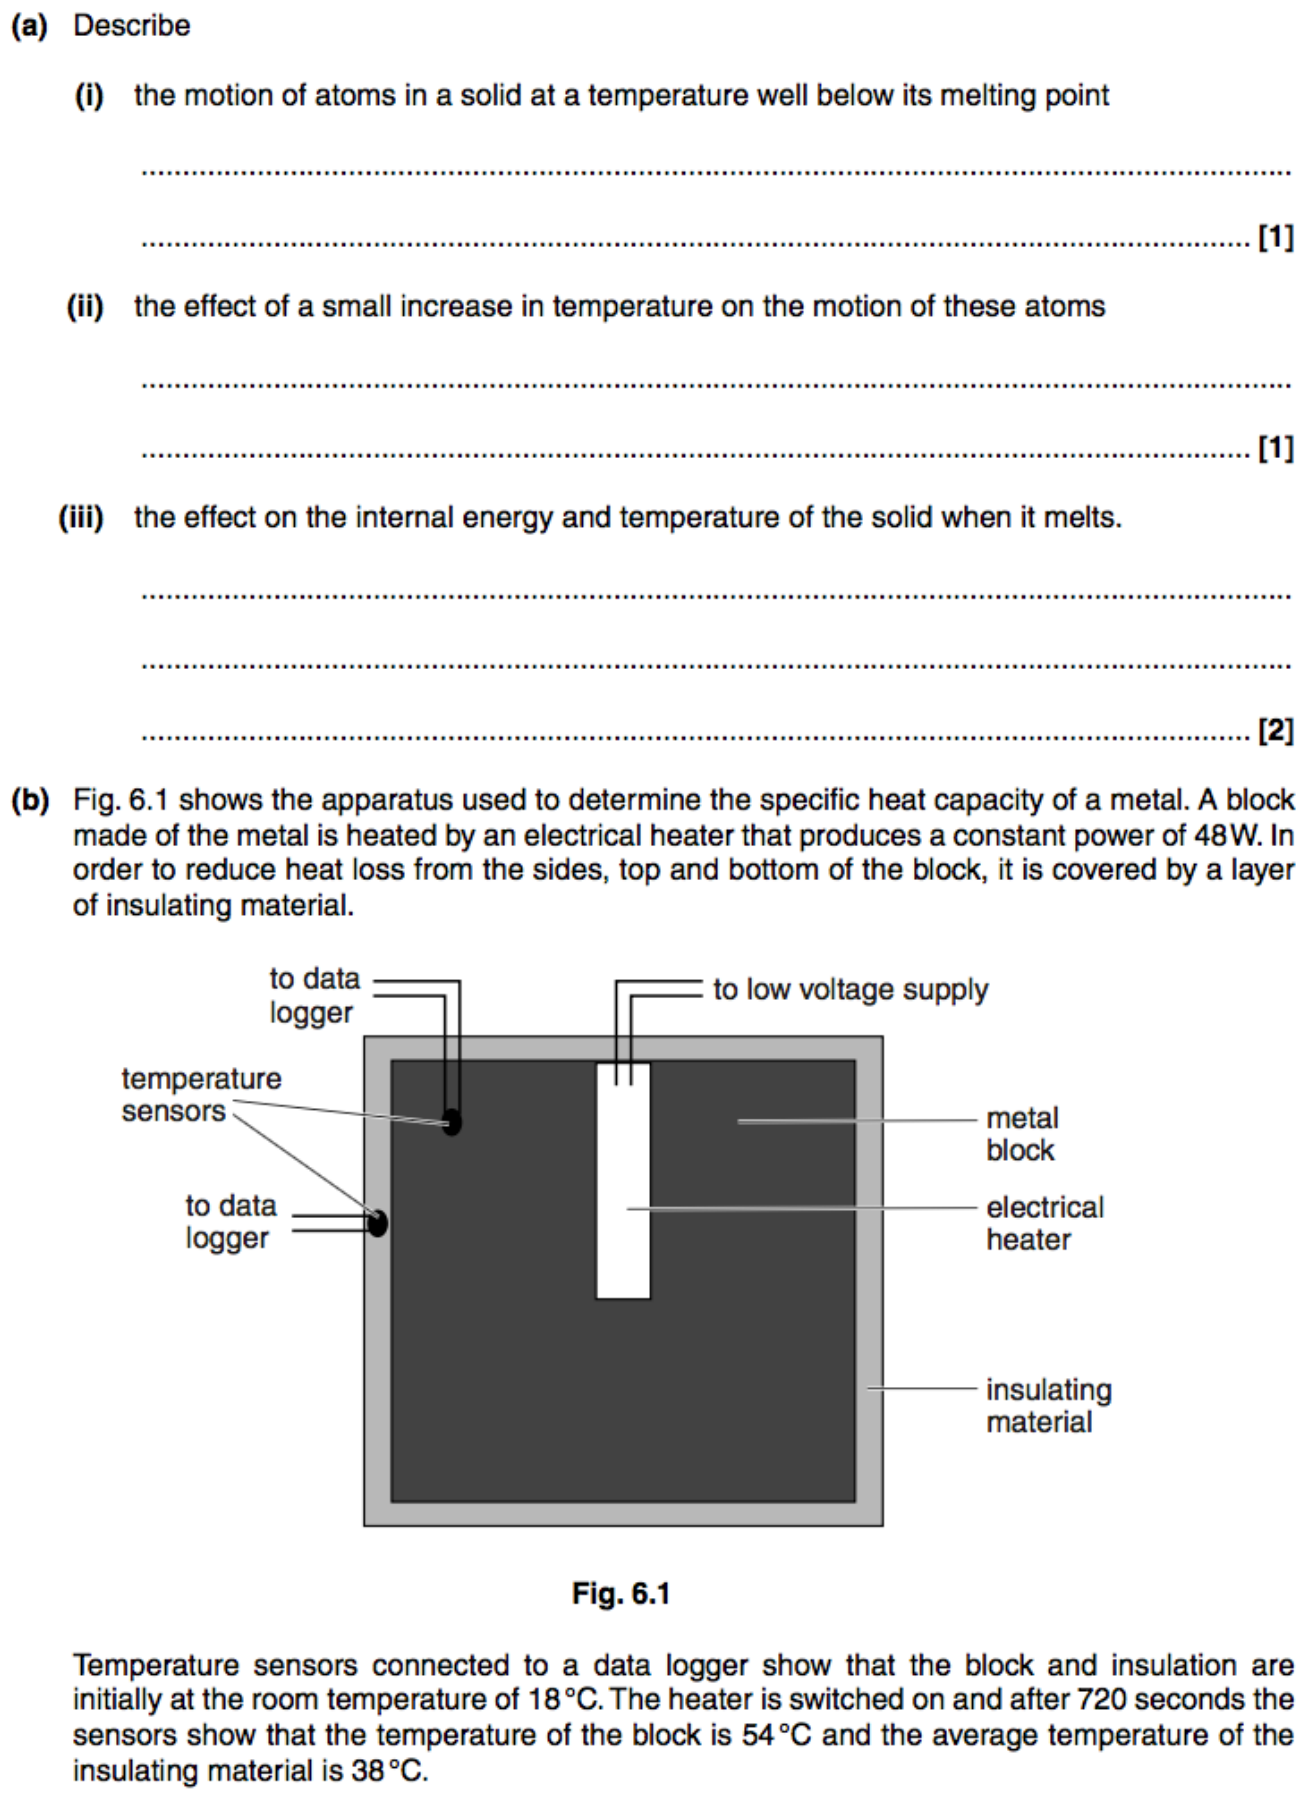 (a) Describe
(i) the motion of atoms in a solid at a temperature well below its melting point
..........................................................................................
.......................................................................................... [1]
(ii) the effect of a small increase in temperature on the motion of these atoms
..........................................................................................
.......................................................................................... [1]
(iii) the effect on the internal energy and temperature of the solid when it melts.
..........................................................................................
..........................................................................................
.......................................................................................... [2]
(b) Fig. 6.1 shows the apparatus used to determine the specific heat capacity of a metal. A block
made of the metal is heated by an electrical heater that produces a constant power of 48W. In
order to reduce heat loss from the sides, top and bottom of the block, it is covered by a layer
of insulating material.
to data
logger
to low voltage supply
temperature
sensors
metal
block
to data
logger
electrical
heater
insulating
material
Fig. 6.1
Temperature sensors connected to a data logger show that the block and insulation are
initially at the room temperature of 18°C. The heater is switched on and after 720 seconds the
sensors show that the temperature of the block is 54°C and the average temperature of the
insulating material is 38°C.